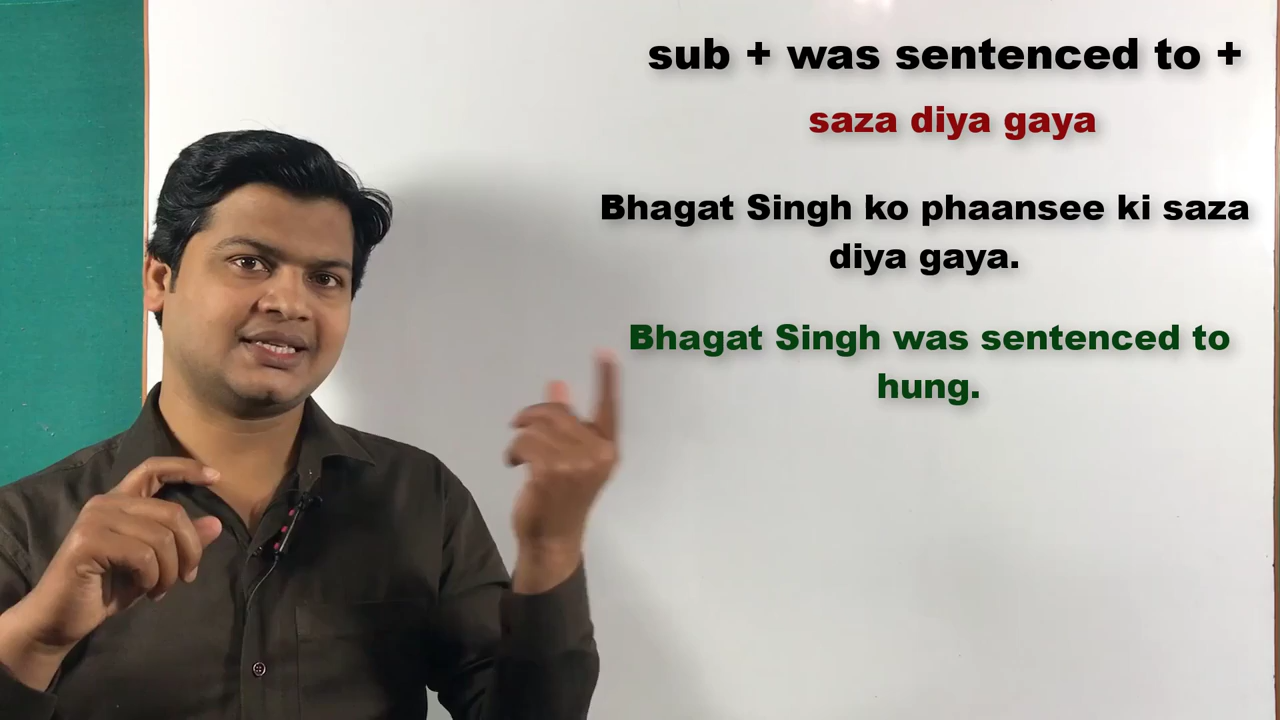 sub + was sentenced to +
saza diya gaya
Bhagat Singh ko phaansee ki saza
diya gaya.
Bhagat Singh was sentenced to
hung.